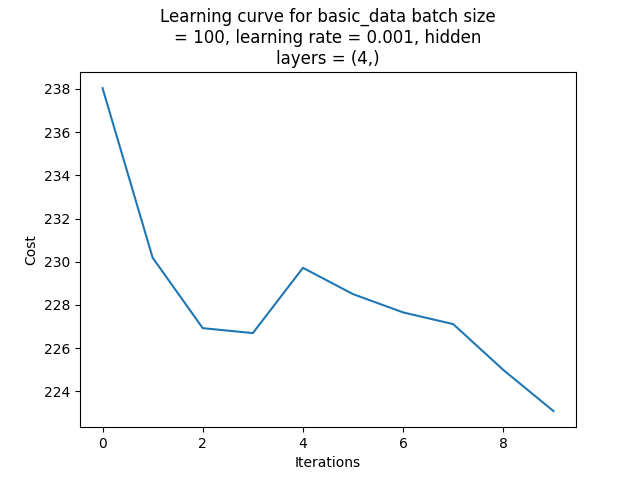 Learning curve for basic_data batch size
= 100, learning rate = 0.001, hidden
layers = (4,)
238
236
234
232
230
228
226
224
Cost
0 2 4 6 8
Iterations